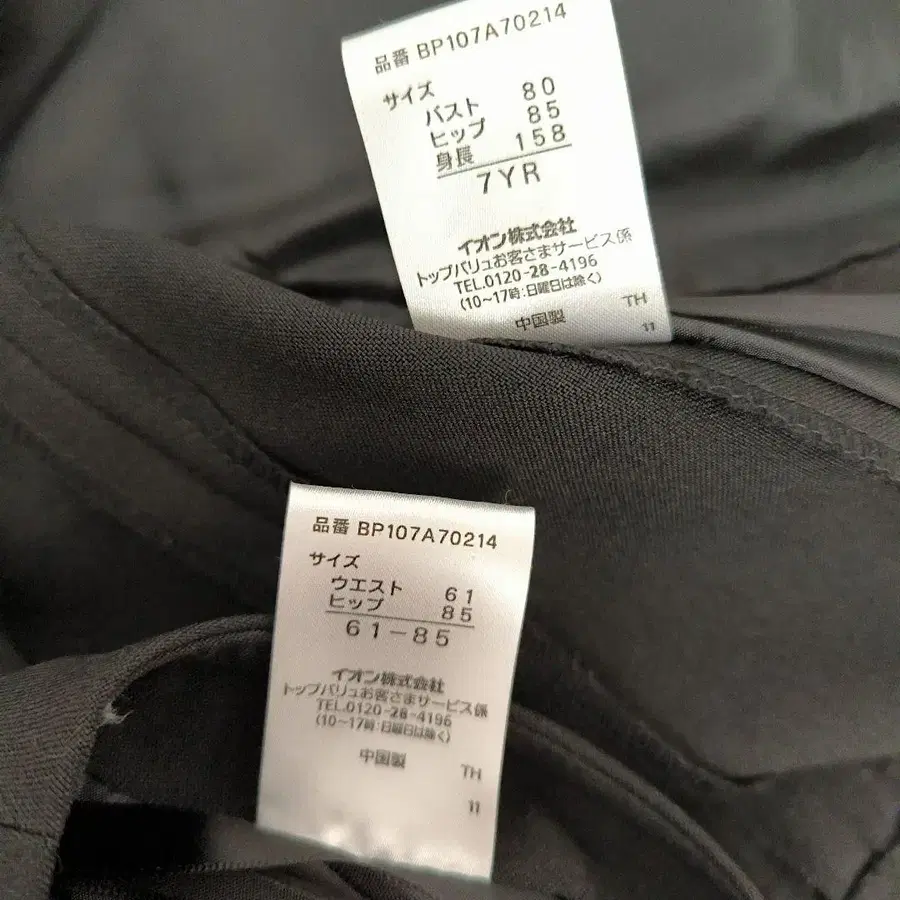 品番 BP107A70214
サイズ
バスト 80
ヒップ 85
身長 158
7YR
イオン株式会社
トップバリュお客さまサービス係
TEL.0120-28-4196
(10~17時:日曜日は除く)
中国製 TH
11
品番 BP107A70214
サイズ
ウエスト 61
ヒップ 85
61-85
イオン株式会社
トップバリュお客さまサービス係
TEL.0120-28-4196
(10~17時:日曜日は除く)
中国製 TH
11